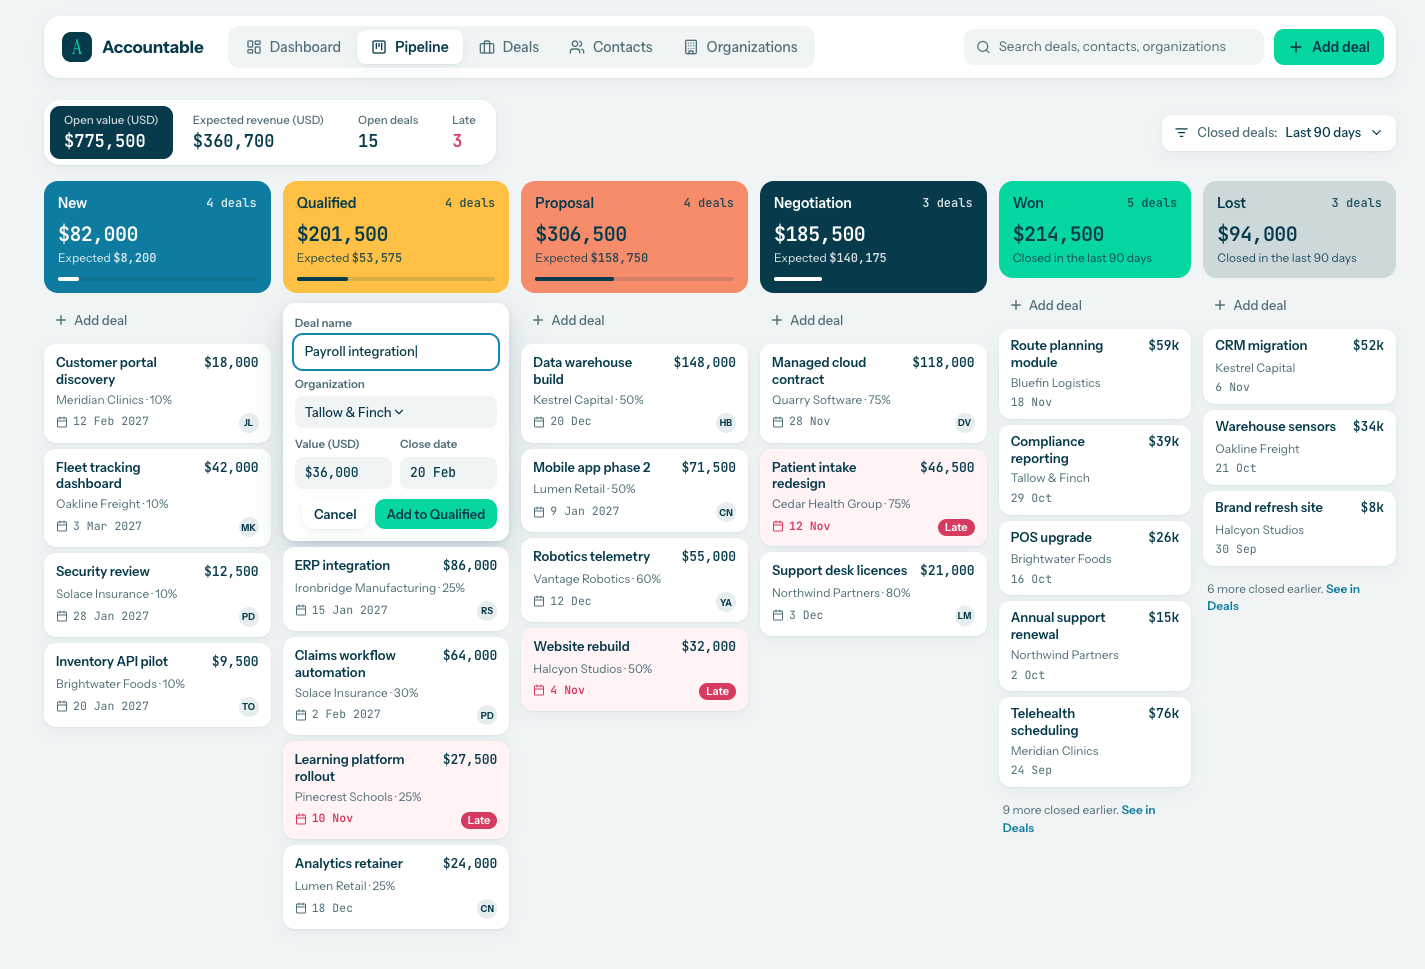 A Accountable
Dashboard
Pipeline
Deals
Contacts
Organizations
Search deals, contacts, organizations
Add deal
Open value (USD)
$775,500
Expected revenue (USD)
$360,700
Open deals
15
Late
3
Closed deals: Last 90 days
New 4 deals
$82,000
Expected $8,200
Add deal
Customer portal $18,000
discovery
Meridian Clinics · 10%
12 Feb 2027 JL
Fleet tracking $42,000
dashboard
Oakline Freight · 10%
3 Mar 2027 MK
Security review $12,500
Solace Insurance · 10%
28 Jan 2027 PD
Inventory API pilot $9,500
Brightwater Foods · 10%
20 Jan 2027 TO
Qualified 4 deals
$201,500
Expected $53,575
Deal name
Payroll integration
Organization
Tallow & Finch
Value (USD) Close date
$36,000 20 Feb
Cancel Add to Qualified
ERP integration $86,000
Ironbridge Manufacturing · 25%
15 Jan 2027 RS
Claims workflow $64,000
automation
Solace Insurance · 30%
2 Feb 2027 PD
Learning platform $27,500
rollout
Pinecrest Schools · 25%
10 Nov Late
Analytics retainer $24,000
Lumen Retail · 25%
18 Dec CN
Proposal 4 deals
$306,500
Expected $158,750
Add deal
Data warehouse $148,000
build
Kestrel Capital · 50%
20 Dec HB
Mobile app phase 2 $71,500
Lumen Retail · 50%
9 Jan 2027 CN
Robotics telemetry $55,000
Vantage Robotics · 60%
12 Dec YA
Website rebuild $32,000
Halcyon Studios · 50%
4 Nov Late
Negotiation 3 deals
$185,500
Expected $140,175
Add deal
Managed cloud $118,000
contract
Quarry Software · 75%
28 Nov DV
Patient intake $46,500
redesign
Cedar Health Group · 75%
12 Nov Late
Support desk licences $21,000
Northwind Partners · 80%
3 Dec LM
Won 5 deals
$214,500
Closed in the last 90 days
Add deal
Route planning $59k
module
Bluefin Logistics
18 Nov
Compliance $39k
reporting
Tallow & Finch
29 Oct
POS upgrade $26k
Brightwater Foods
16 Oct
Annual support $15k
renewal
Northwind Partners
2 Oct
Telehealth $76k
scheduling
Meridian Clinics
24 Sep
9 more closed earlier. See in
Deals
Lost 3 deals
$94,000
Closed in the last 90 days
Add deal
CRM migration $52k
Kestrel Capital
6 Nov
Warehouse sensors $34k
Oakline Freight
21 Oct
Brand refresh site $8k
Halcyon Studios
30 Sep
6 more closed earlier. See in
Deals